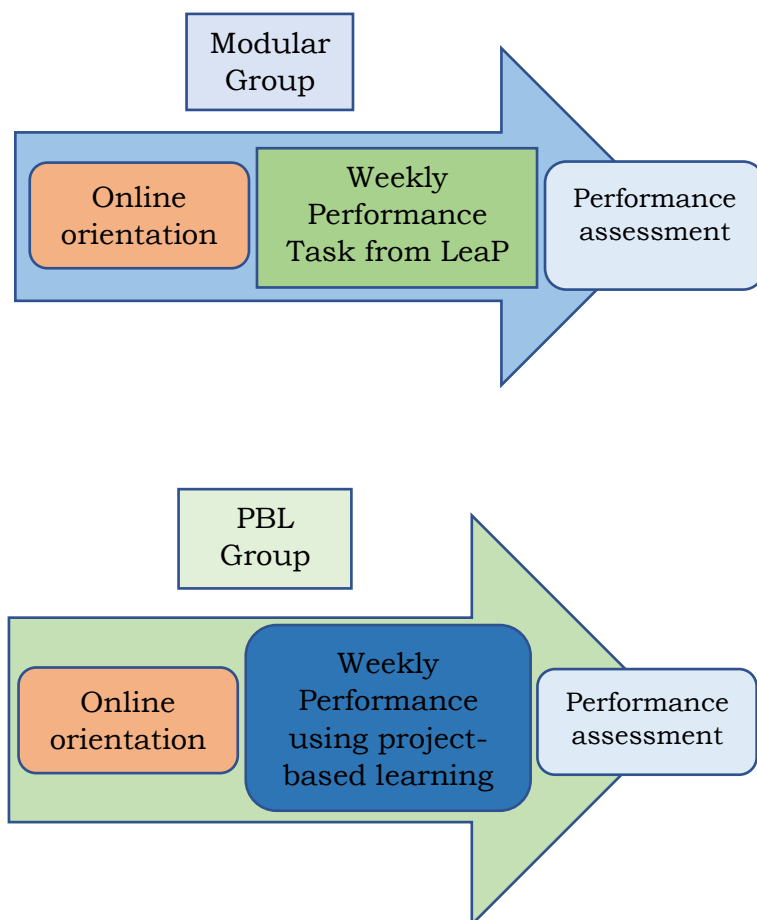 Modular
Group
Online
orientation
Weekly
Performance
Task from LeaP
Performance
assessment
PBL
Group
Online
orientation
Weekly
Performance
using project-
based learning
Performance
assessment